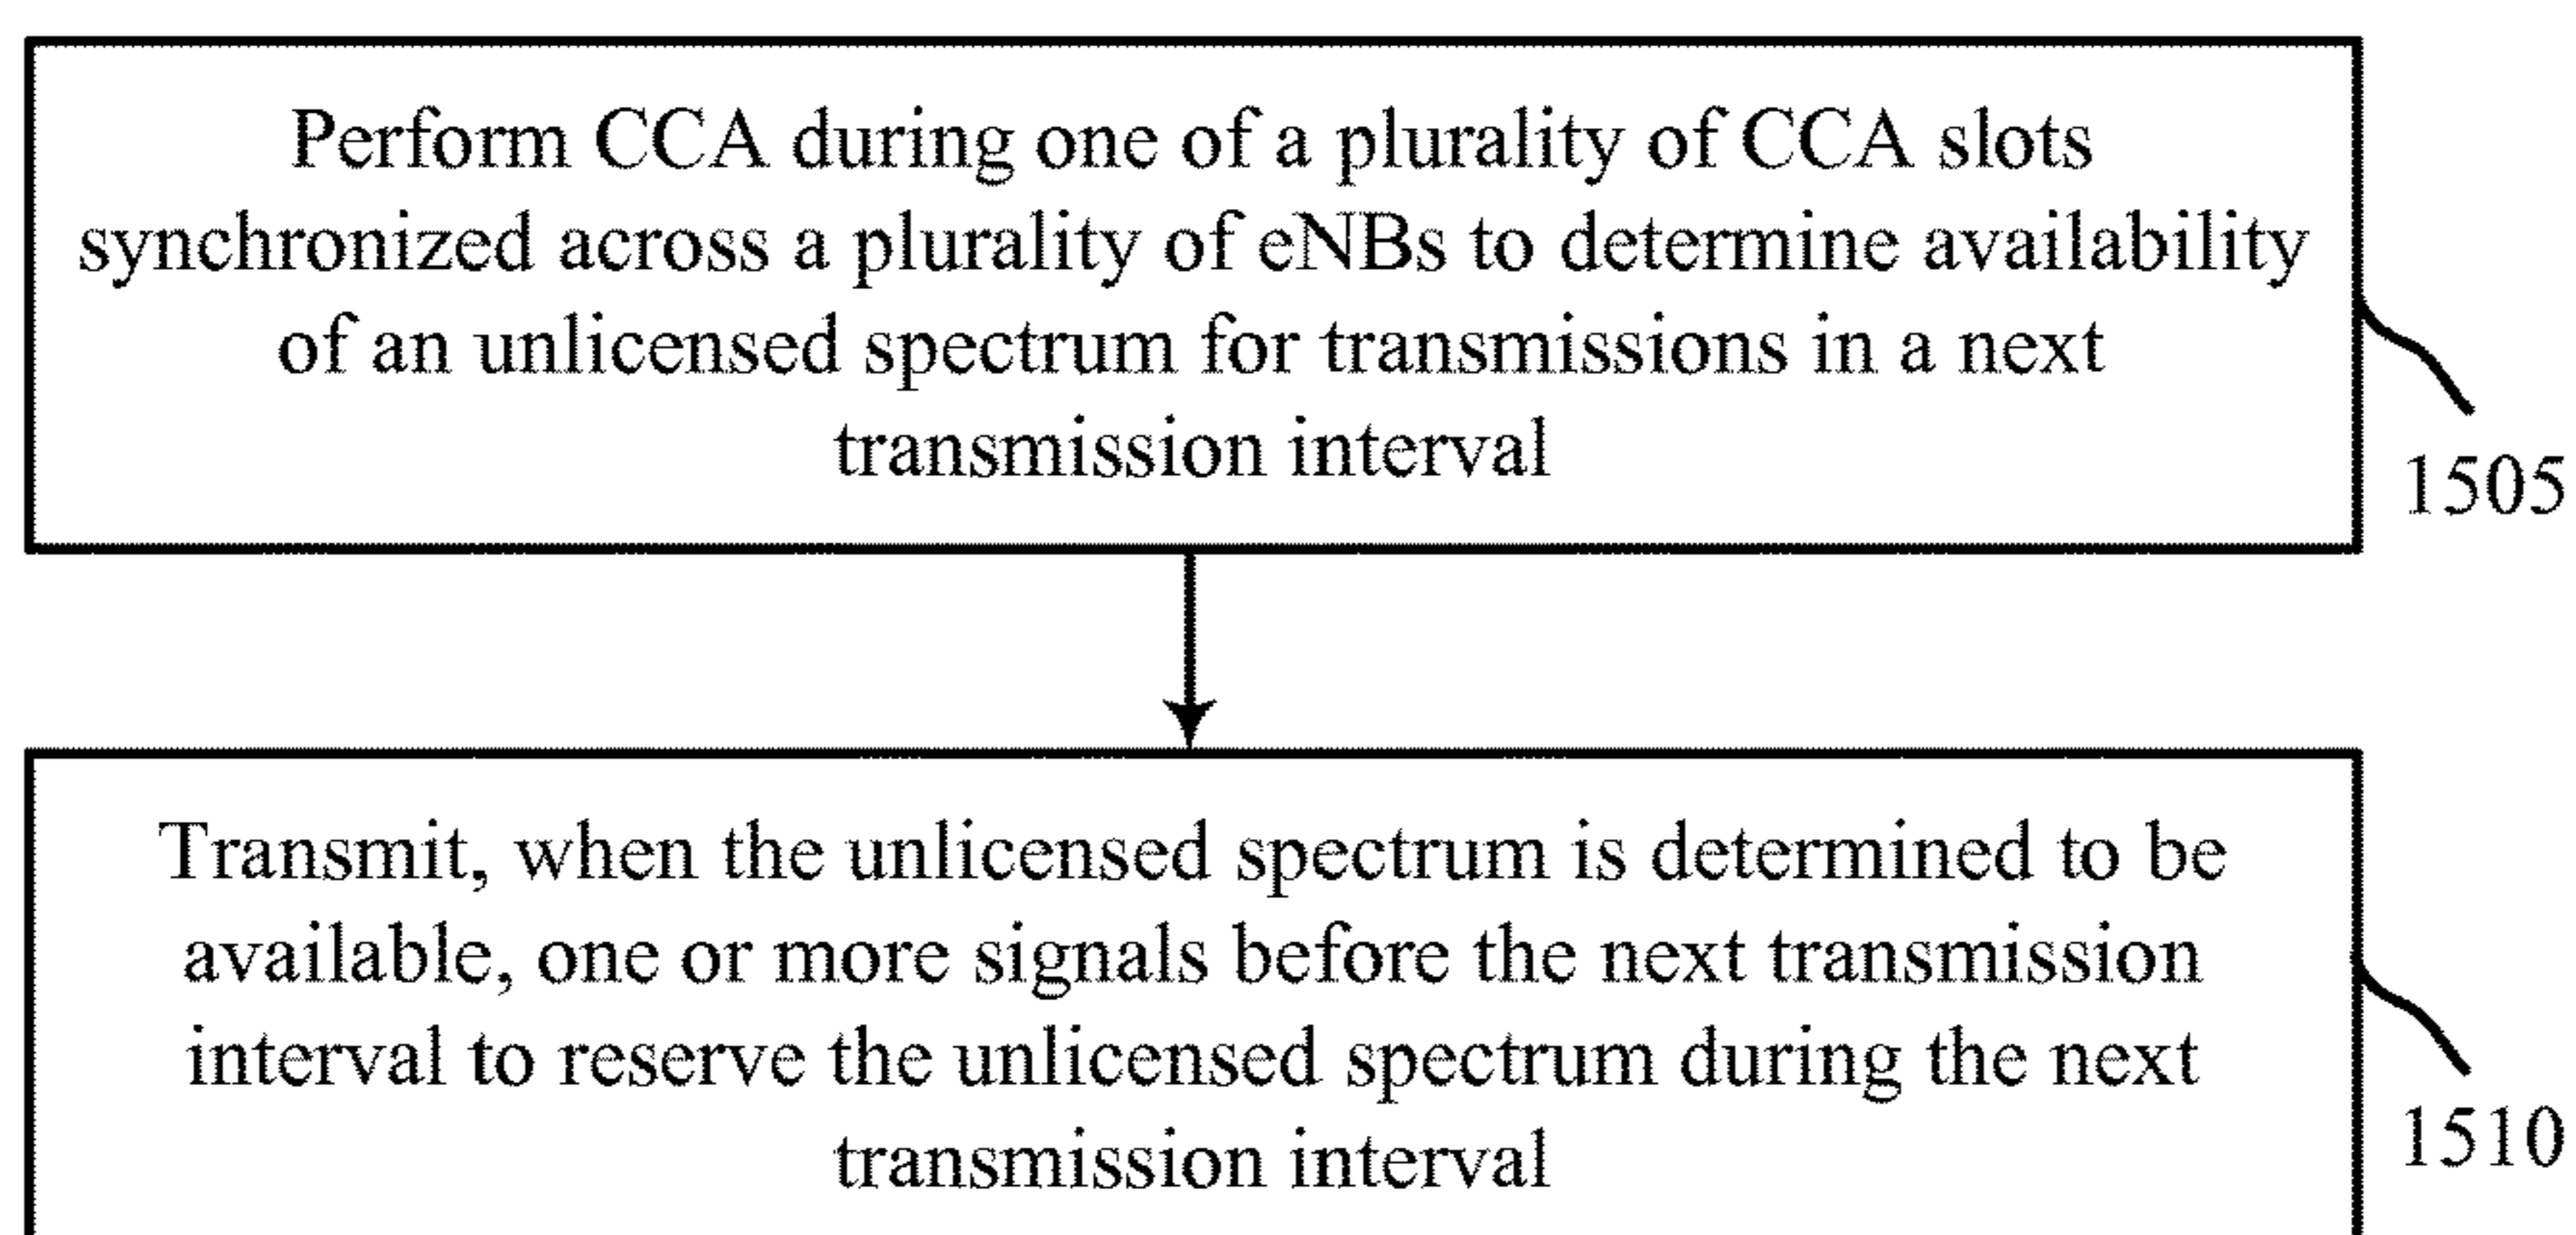 Perform CCA during one of a plurality of CCA slots
synchronized across a plurality of eNBs to determine availability
of an unlicensed spectrum for transmissions in a next
transmission interval
1505
Transmit, when the unlicensed spectrum is determined to be
available, one or more signals before the next transmission
interval to reserve the unlicensed spectrum during the next
transmission interval
1510